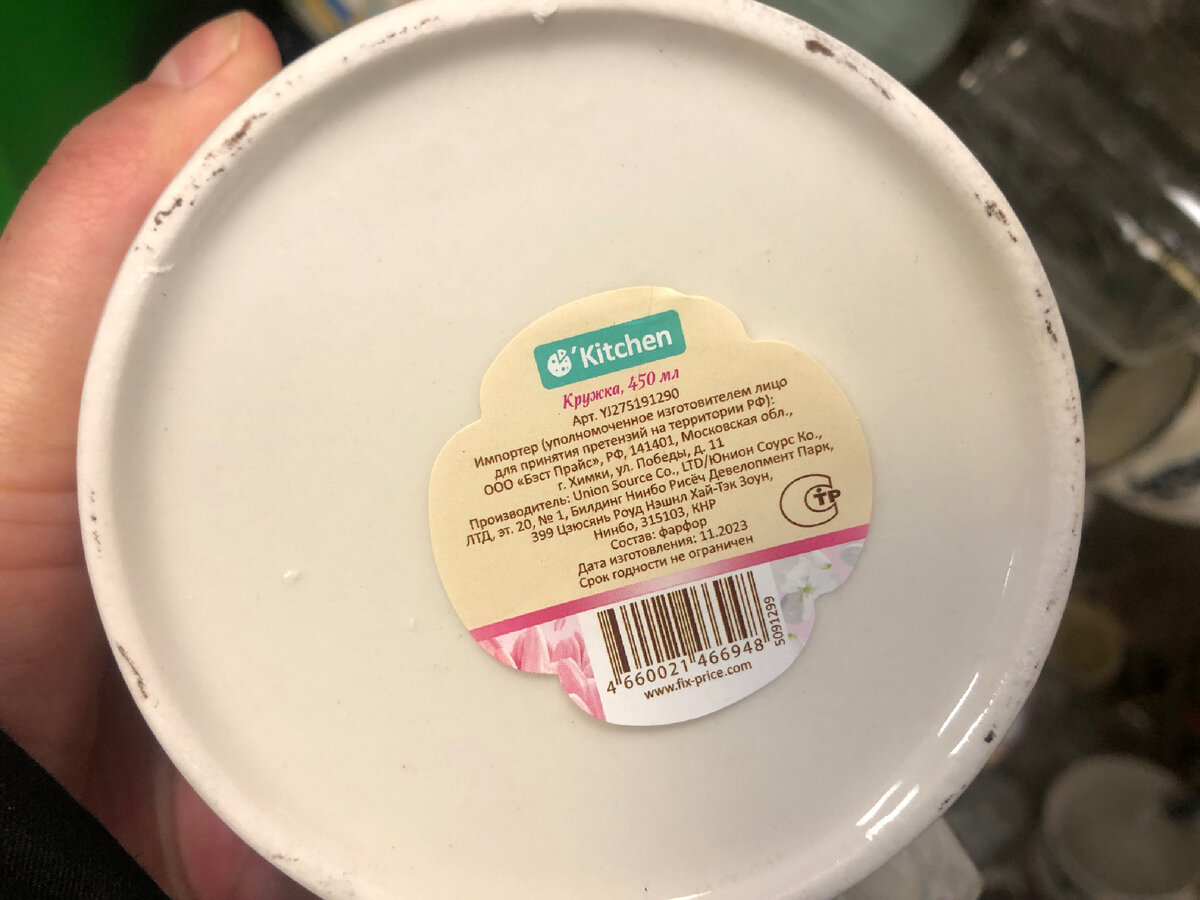 'Kitchen
Кружка, 450 мл
Арт. YJ275191290
Импортер (уполномоченное изготовителем лицо
для принятия претензий на территории РФ):
ООО «Бэст Прайс», РФ, 141401, Московская обл.,
г. Химки, ул. Победы, д. 11
Производитель: Union Source Co., LTD/Юнион Соурс Ко.,
ЛТД, эт. 20, № 1, Билдинг Нинбо Рисёч Девелопмент Парк,
399 Цзюсянь Роуд Нэшнл Хай-Тэк Зоун,
Нинбо, 315103, КНР
Состав: фарфор
Дата изготовления: 11.2023
Срок годности не ограничен
СТР
5091299
4 660021 466948
www.fix-price.com